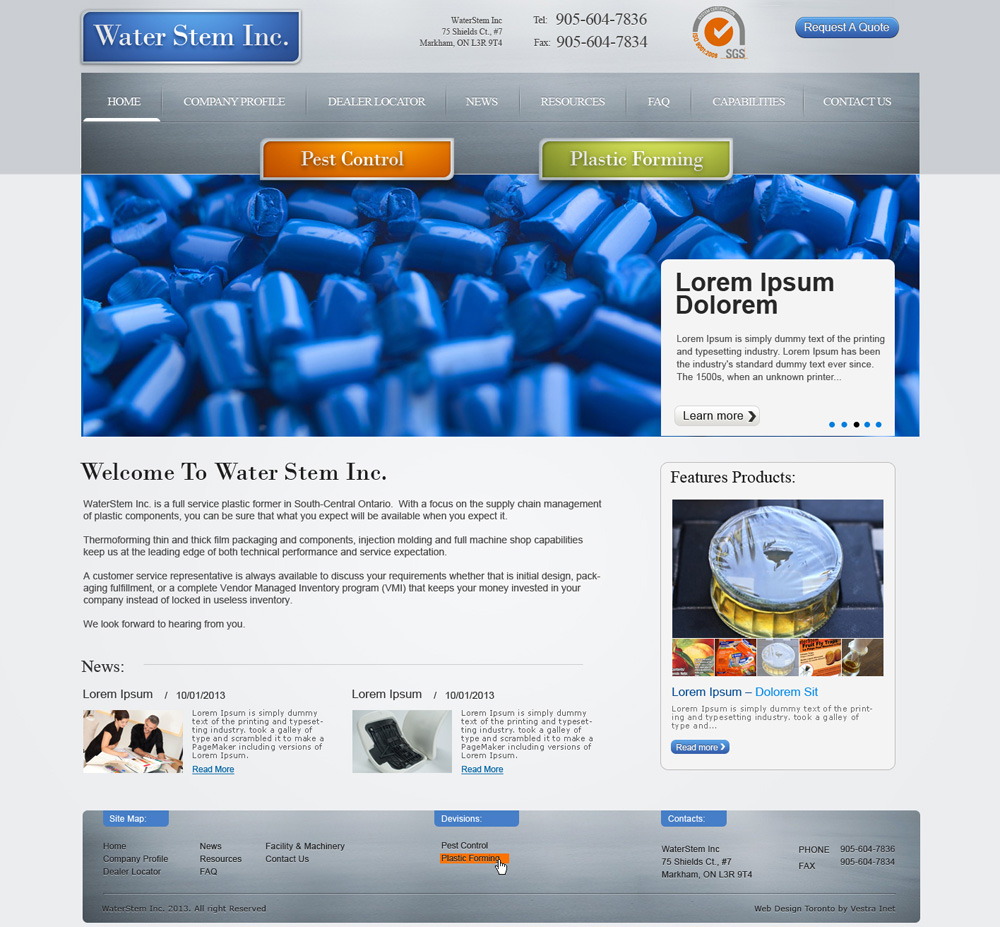 Water Stem Inc.
WaterStem Inc
75 Shields Ct., #7
Markham, ON L3R 9T4
Tel: 905-604-7836
Fax: 905-604-7834
ISO 9001:2008
SGS
Request A Quote
HOME
COMPANY PROFILE
DEALER LOCATOR
NEWS
RESOURCES
FAQ
CAPABILITIES
CONTACT US
Pest Control
Plastic Forming
Lorem Ipsum
Dolorem
Lorem Ipsum is simply dummy text of the printing
and typesetting industry. Lorem Ipsum has been
the industry's standard dummy text ever since.
The 1500s, when an unknown printer...
Learn more
Welcome To Water Stem Inc.
WaterStem Inc. is a full service plastic former in South-Central Ontario. With a focus on the supply chain management
of plastic components, you can be sure that what you expect will be available when you expect it.
Thermoforming thin and thick film packaging and components, injection molding and full machine shop capabilities
keep us at the leading edge of both technical performance and service expectation.
A customer service representative is always available to discuss your requirements whether that is initial design, pack-
aging fulfillment, or a complete Vendor Managed Inventory program (VMI) that keeps your money invested in your
company instead of locked in useless inventory.
We look forward to hearing from you.
News:
Lorem Ipsum / 10/01/2013
Lorem Ipsum is simply dummy
text of the printing and typeset-
ting industry. took a galley of
type and scrambled it to make a
PageMaker including versions of
Lorem Ipsum.
Read More
Lorem Ipsum / 10/01/2013
Lorem Ipsum is simply dummy
text of the printing and typeset-
ting industry. took a galley of
type and scrambled it to make a
PageMaker including versions of
Lorem Ipsum.
Read More
Features Products:
Fruit Fly Traps
Lorem Ipsum – Dolorem Sit
Lorem Ipsum is simply dummy text of the print-
ing and typesetting industry. took a galley of
type and...
Read more
Site Map:
Home
Company Profile
Dealer Locator
News
Resources
FAQ
Facility & Machinery
Contact Us
Devisions:
Pest Control
Plastic Forming
Contacts:
WaterStem Inc
75 Shields Ct., #7
Markham, ON L3R 9T4
PHONE 905-604-7836
FAX 905-604-7834
WaterStem Inc. 2013. All right Reserved
Web Design Toronto by Vestra Inet